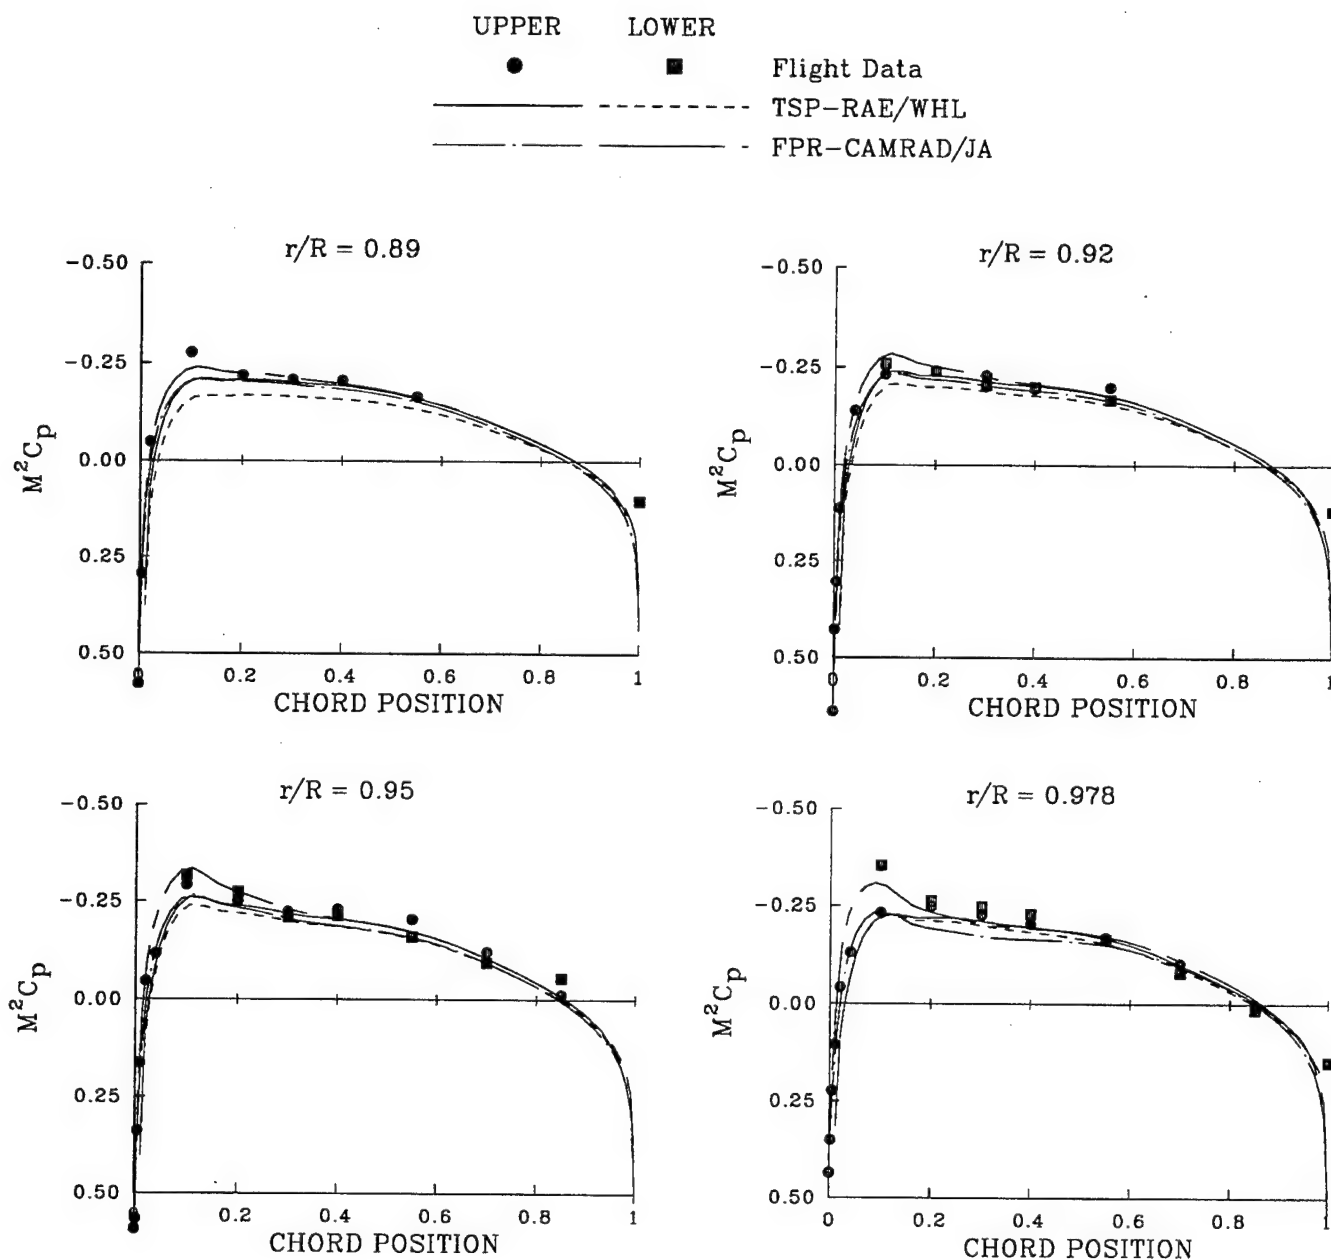 UPPER LOWER
Flight Data
TSP-RAE/WHL
FPR-CAMRAD/JA
r/R = 0.89
-0.50
-0.25
0.00
0.25
0.50
M²Cp
0 0.2 0.4 0.6 0.8 1
CHORD POSITION
r/R = 0.92
-0.50
-0.25
0.00
0.25
0.50
M²Cp
0 0.2 0.4 0.6 0.8 1
CHORD POSITION
r/R = 0.95
-0.50
-0.25
0.00
0.25
0.50
M²Cp
0 0.2 0.4 0.6 0.8 1
CHORD POSITION
r/R = 0.978
-0.50
-0.25
0.00
0.25
0.50
M²Cp
0 0.2 0.4 0.6 0.8 1
CHORD POSITION